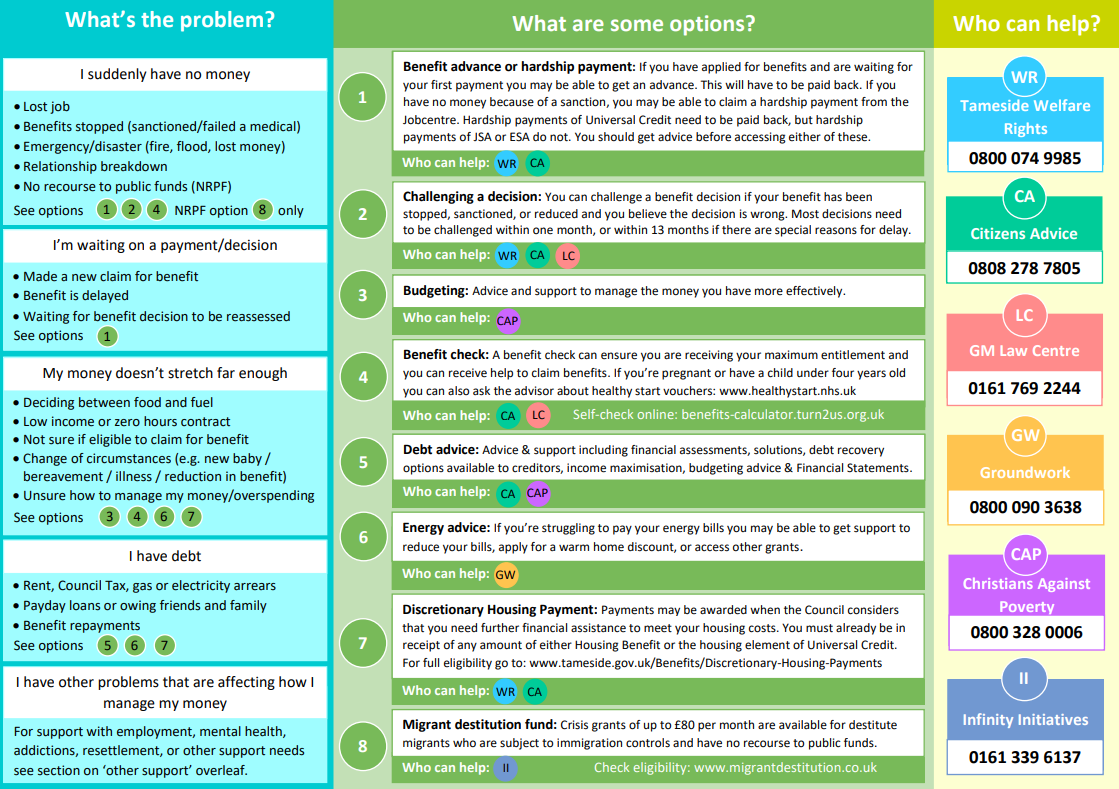 What's the problem?
I suddenly have no money
• Lost job
• Benefits stopped (sanctioned/failed a medical)
• Emergency/disaster (fire, flood, lost money)
• Relationship breakdown
• No recourse to public funds (NRPF)
See options 1 2 4 NRPF option 8 only
I'm waiting on a payment/decision
• Made a new claim for benefit
• Benefit is delayed
• Waiting for benefit decision to be reassessed
See options 1
My money doesn't stretch far enough
• Deciding between food and fuel
• Low income or zero hours contract
• Not sure if eligible to claim for benefit
• Change of circumstances (e.g. new baby /
bereavement / illness / reduction in benefit)
• Unsure how to manage my money/overspending
See options 3 4 6 7
I have debt
• Rent, Council Tax, gas or electricity arrears
• Payday loans or owing friends and family
• Benefit repayments
See options 5 6 7
I have other problems that are affecting how I
manage my money
For support with employment, mental health,
addictions, resettlement, or other support needs
see section on 'other support' overleaf.
What are some options?
1
Benefit advance or hardship payment: If you have applied for benefits and are waiting for
your first payment you may be able to get an advance. This will have to be paid back. If you
have no money because of a sanction, you may be able to claim a hardship payment from the
Jobcentre. Hardship payments of Universal Credit need to be paid back, but hardship
payments of JSA or ESA do not. You should get advice before accessing either of these.
Who can help: WR CA
2
Challenging a decision: You can challenge a benefit decision if your benefit has been
stopped, sanctioned, or reduced and you believe the decision is wrong. Most decisions need
to be challenged within one month, or within 13 months if there are special reasons for delay.
Who can help: WR CA LC
3
Budgeting: Advice and support to manage the money you have more effectively.
Who can help: CAP
4
Benefit check: A benefit check can ensure you are receiving your maximum entitlement and
you can receive help to claim benefits. If you're pregnant or have a child under four years old
you can also ask the advisor about healthy start vouchers: www.healthystart.nhs.uk
Who can help: CA LC Self-check online: benefits-calculator.turn2us.org.uk
5
Debt advice: Advice & support including financial assessments, solutions, debt recovery
options available to creditors, income maximisation, budgeting advice & Financial Statements.
Who can help: CA CAP
6
Energy advice: If you're struggling to pay your energy bills you may be able to get support to
reduce your bills, apply for a warm home discount, or access other grants.
Who can help: GW
7
Discretionary Housing Payment: Payments may be awarded when the Council considers
that you need further financial assistance to meet your housing costs. You must already be in
receipt of any amount of either Housing Benefit or the housing element of Universal Credit.
For full eligibility go to: www.tameside.gov.uk/Benefits/Discretionary-Housing-Payments
Who can help: WR CA
8
Migrant destitution fund: Crisis grants of up to £80 per month are available for destitute
migrants who are subject to immigration controls and have no recourse to public funds.
Who can help: II Check eligibility: www.migrantdestitution.co.uk
Who can help?
WR
Tameside Welfare
Rights
0800 074 9985
CA
Citizens Advice
0808 278 7805
LC
GM Law Centre
0161 769 2244
GW
Groundwork
0800 090 3638
CAP
Christians Against
Poverty
0800 328 0006
II
Infinity Initiatives
0161 339 6137